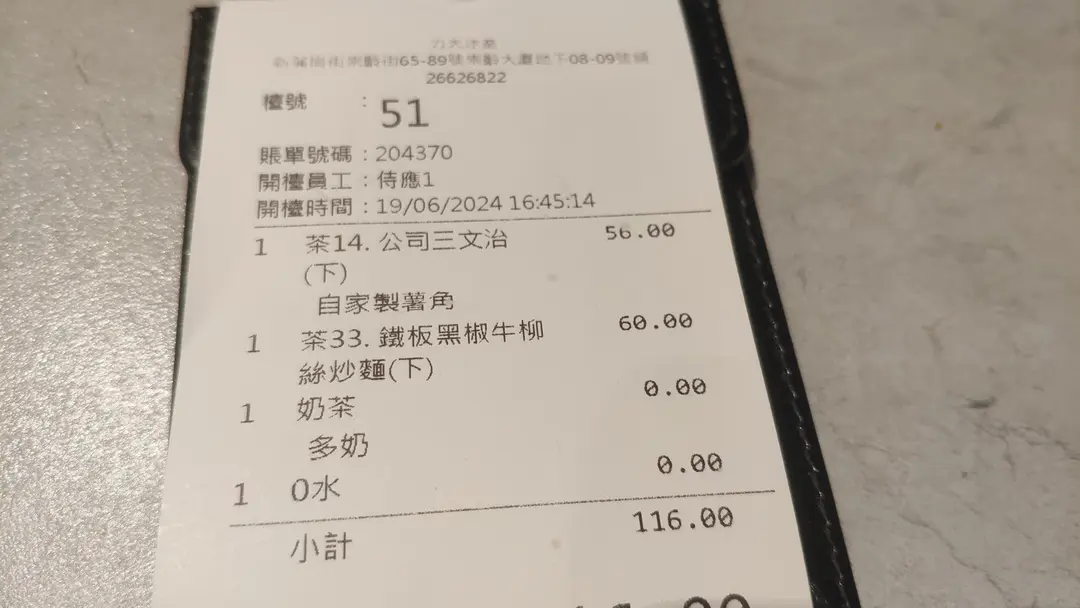 新蒲崗街崇齡街65-89號崇齡大廈地下08-09號舖
26626822
檯號 : 51
賬單號碼 : 204370
開檯員工 : 侍應1
開檯時間 : 19/06/2024 16:45:14
1 茶14. 公司三文治 56.00
(下)
自家製薯角
1 茶33. 鐵板黑椒牛柳 60.00
絲炒麵(下)
1 奶茶 0.00
多奶
1 0水 0.00
小計 116.00